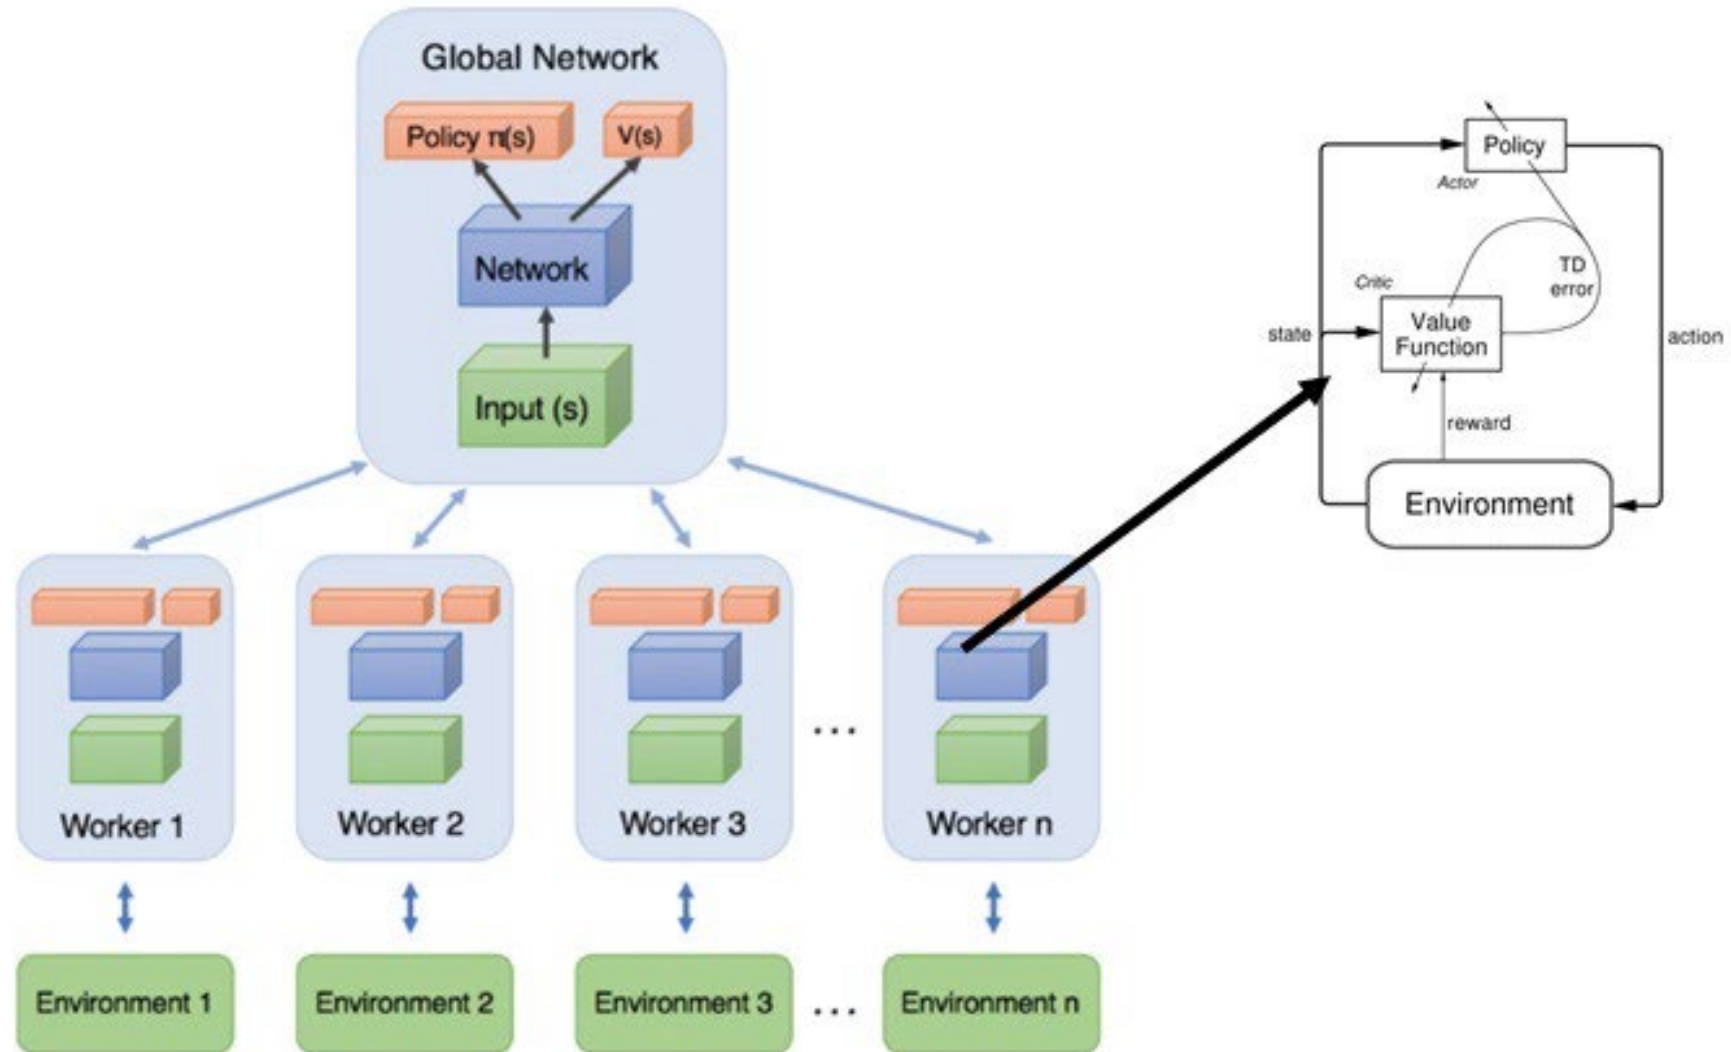 Global Network
Policy π(s)
V(s)
Network
Input (s)
Worker 1
Worker 2
Worker 3
...
Worker n
Environment 1
Environment 2
Environment 3
...
Environment n
Policy
Actor
TD
error
Critic
Value
Function
state
action
reward
Environment